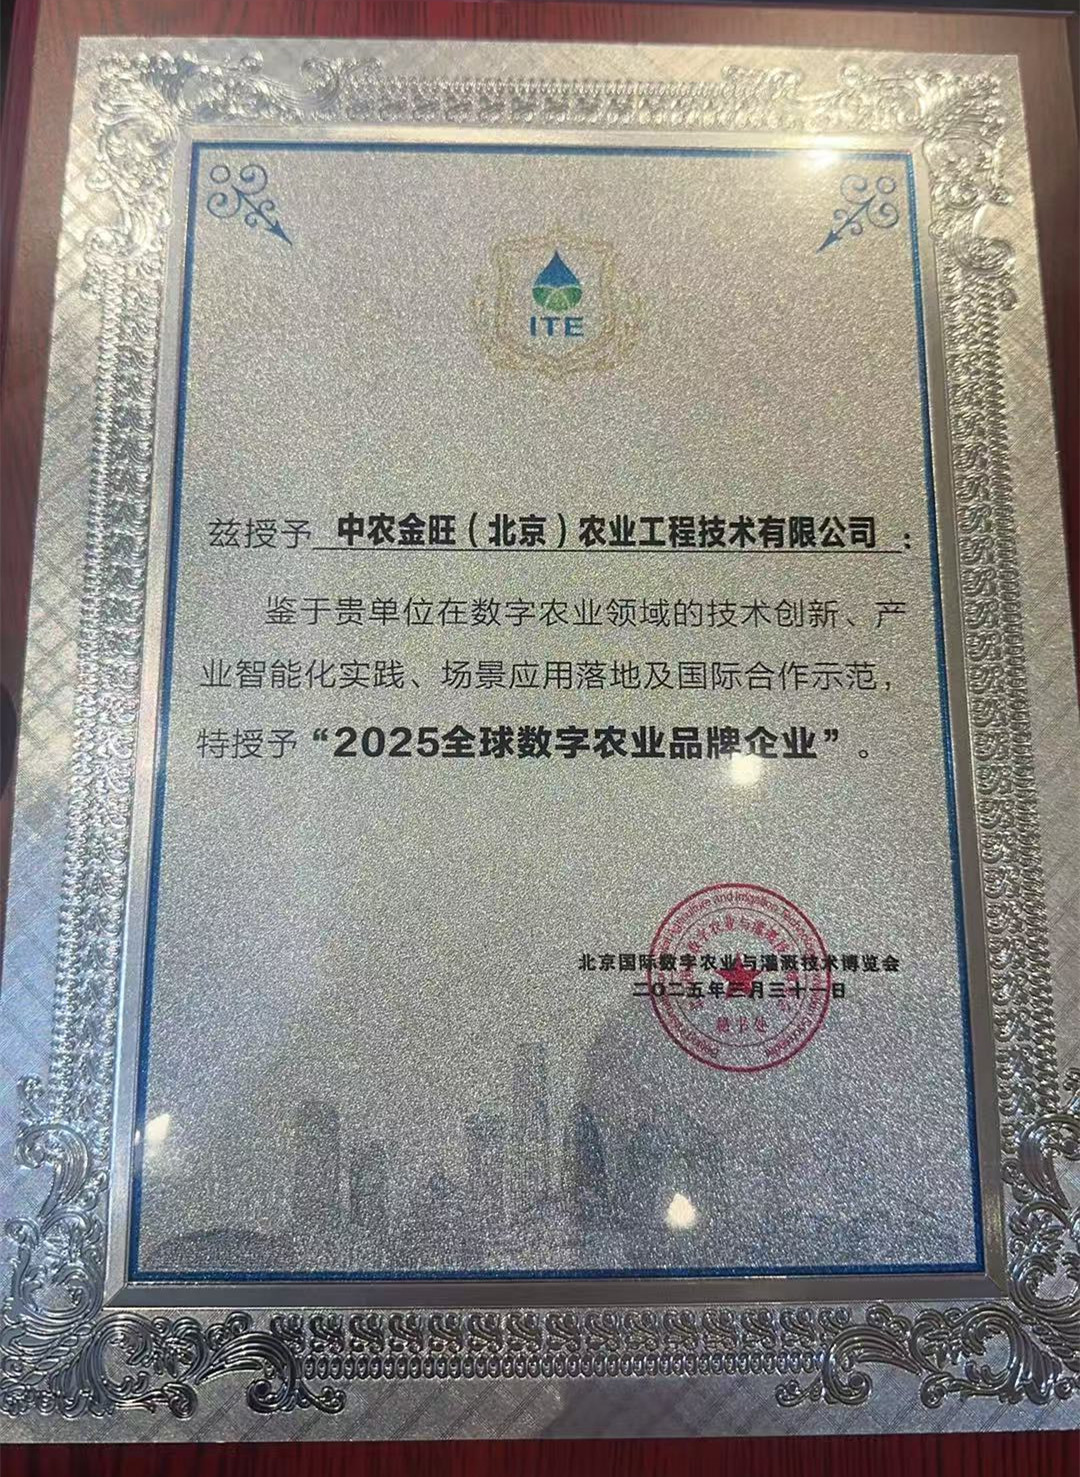 ITE
兹授予 中农金旺（北京）农业工程技术有限公司 ：
鉴于贵单位在数字农业领域的技术创新、产
业智能化实践、场景应用落地及国际合作示范，
特授予“2025全球数字农业品牌企业”。
北京国际数字农业与灌溉技术博览会
二〇二五年三月三十一日
秘书处